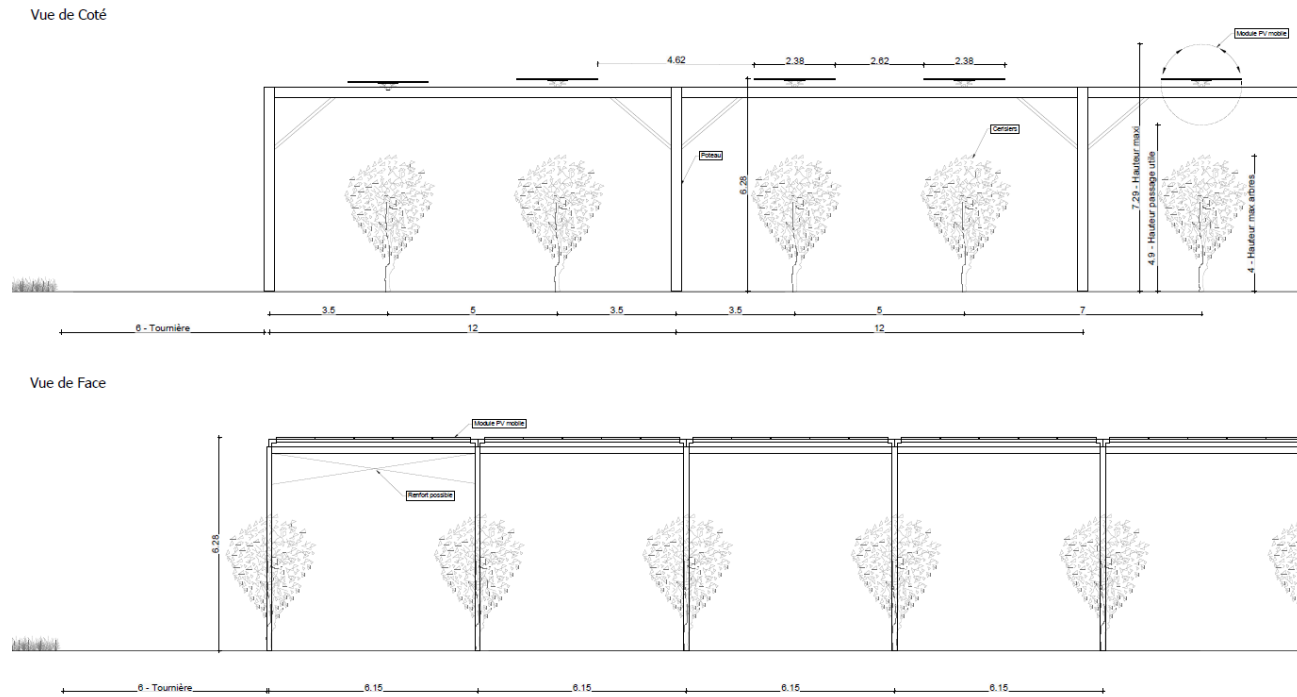 Vue de Coté
Module PV mobile
4.62
2.38
2.62
2.38
Cerisiers
Poteau
6.28
7.29 - Hauteur maxi
4.9 - Hauteur passage utile
4 - Hauteur max arbres
3.5
5
3.5
3.5
5
7
6 - Tournière
12
12
Vue de Face
Module PV mobile
Renfort possible
6.28
6 - Tournière
6.15
6.15
6.15
6.15